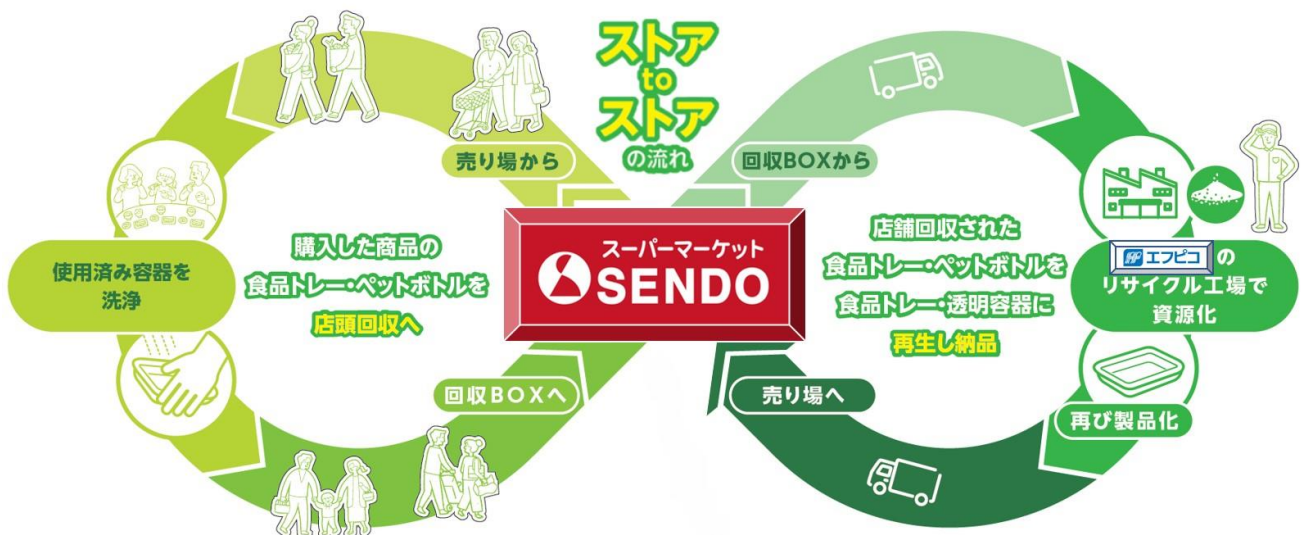 ストア
to
ストア
の流れ
売り場から
回収BOXから
使用済み容器を
洗浄
購入した商品の
食品トレー・ペットボトルを
店頭回収へ
スーパーマーケット
SENDO
店舗回収された
食品トレー・ペットボトルを
食品トレー・透明容器に
再生し納品
FP エフピコの
リサイクル工場で
資源化
回収BOXへ
売り場へ
再び製品化